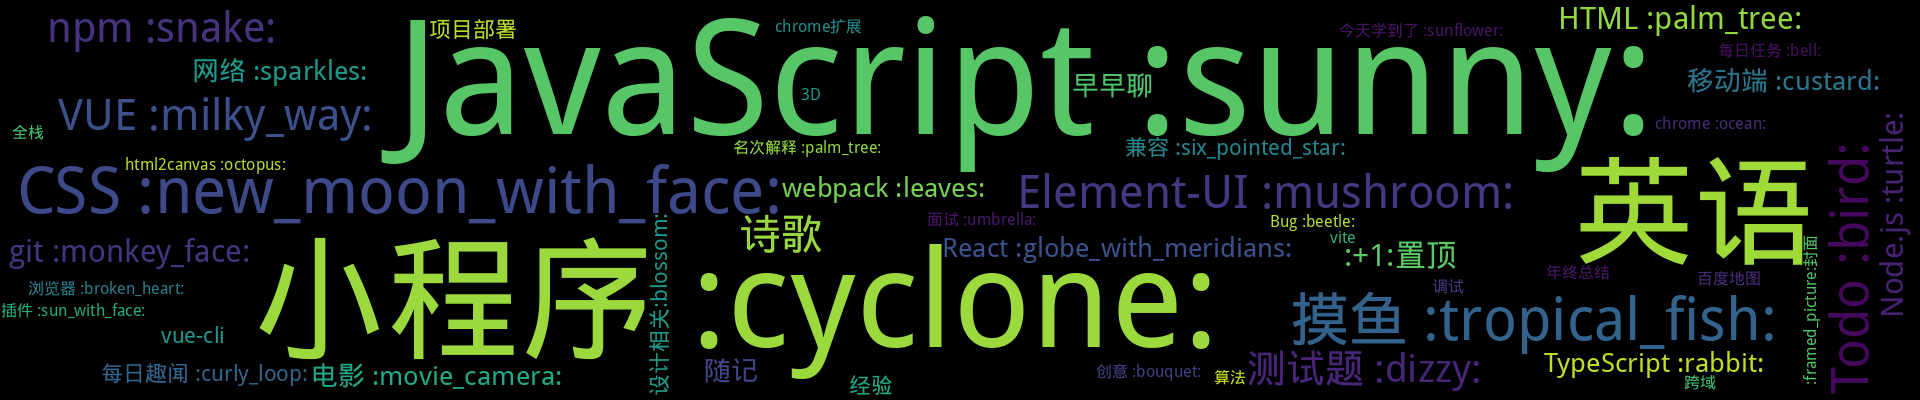 npm :snake:
项目部署
JavaScript :sunny:
chrome扩展
今天学到了 :sunflower:
HTML :palm_tree:
每日任务 :bell:
网络 :sparkles:
3D
早早聊
移动端 :custard:
VUE :milky_way:
全栈
chrome :ocean:
名次解释 :palm_tree:
兼容 :six_pointed_star:
html2canvas :octopus:
CSS :new_moon_with_face:
webpack :leaves:
Element-UI :mushroom:
英语
Todo :bird:
Node.js :turtle:
面试 :umbrella:
Bug :beetle:
诗歌
vite
git :monkey_face:
React :globe_with_meridians:
:+1:置顶
年终总结
百度地图
调试
浏览器 :broken_heart:
小程序 :cyclone:
设计相关:blossom:
:framed_picture:封面
插件 :sun_with_face:
摸鱼 :tropical_fish:
vue-cli
每日趣闻 :curly_loop:
电影 :movie_camera:
随记
经验
创意 :bouquet:
算法
测试题 :dizzy:
TypeScript :rabbit:
跨域